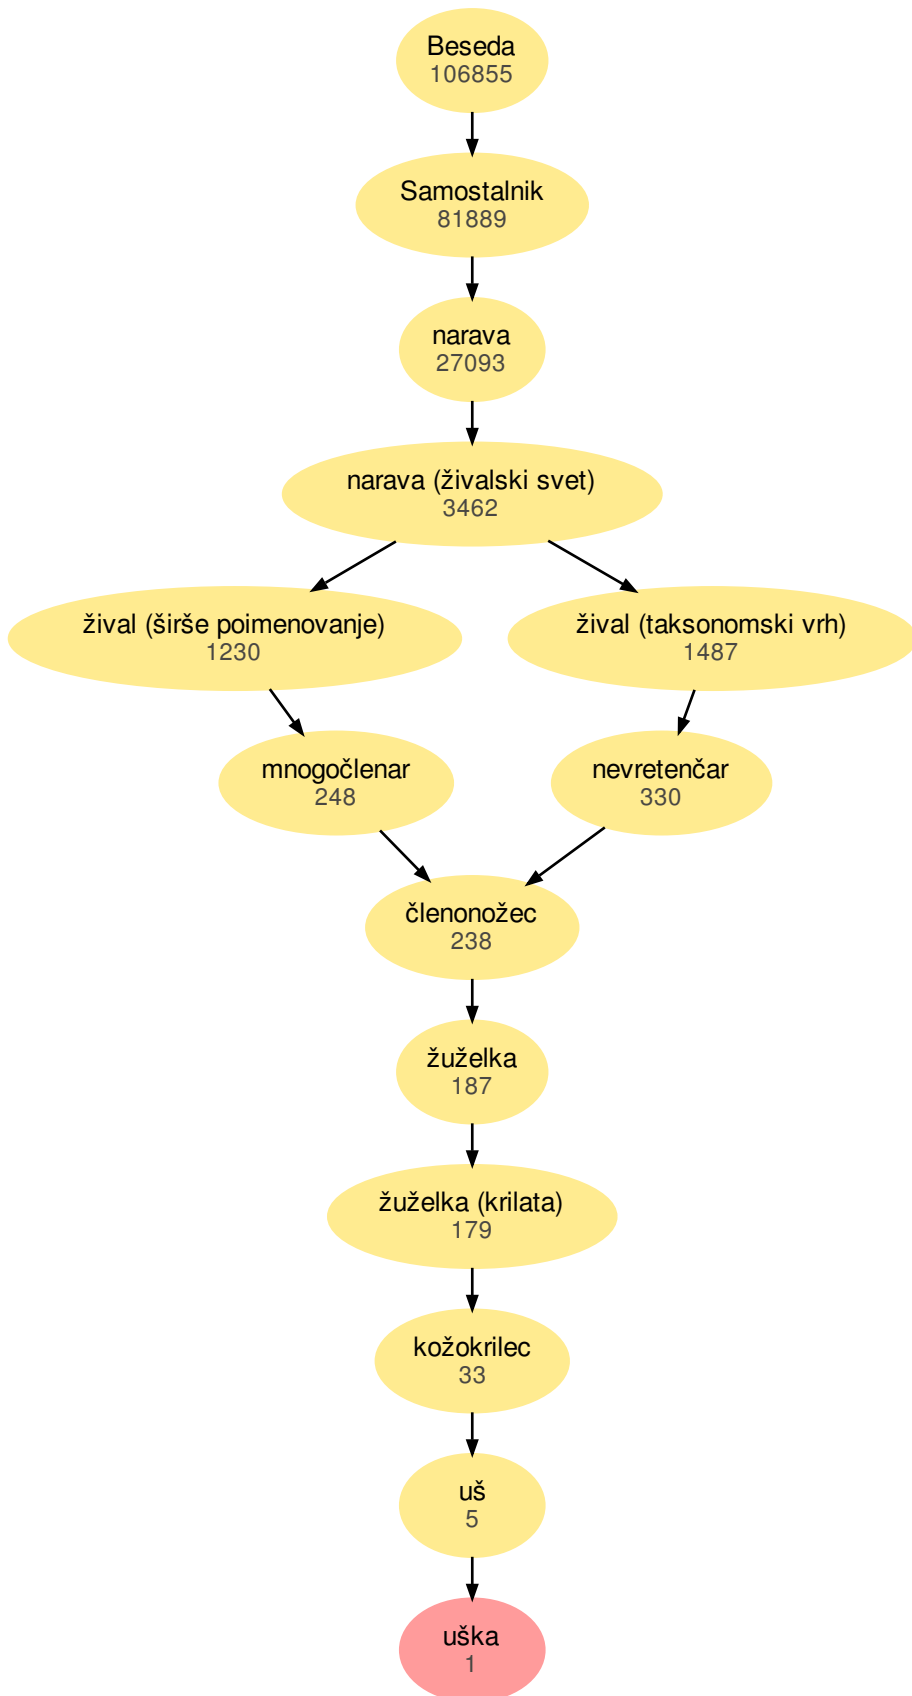 Beseda
106855
Samostalnik
81889
narava
27093
narava (živalski svet)
3462
žival (širše poimenovanje)
1230
žival (taksonomski vrh)
1487
mnogočlenar
248
nevretenčar
330
členonožec
238
žuželka
187
žuželka (krilata)
179
kožokrilec
33
uš
5
uška
1